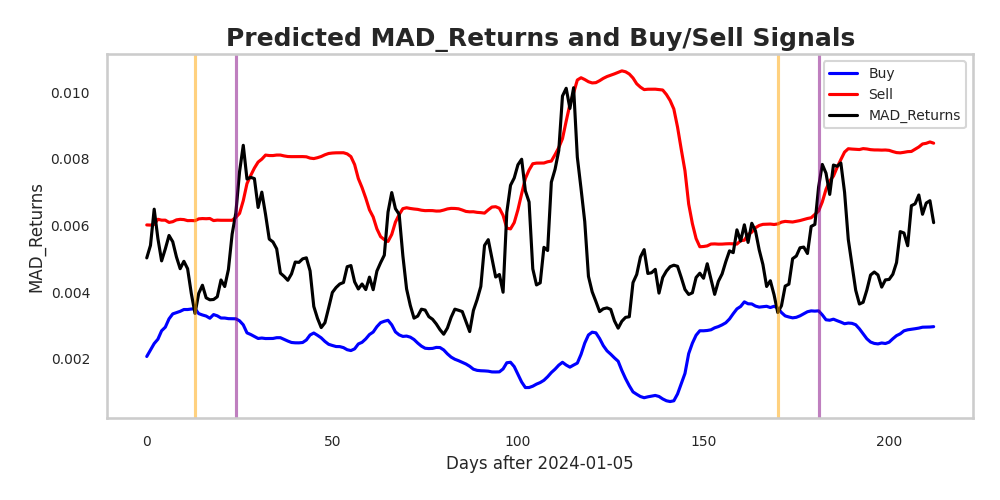 Predicted MAD_Returns and Buy/Sell Signals
Buy
Sell
MAD_Returns
0.010
0.008
0.006
0.004
0.002
MAD_Returns
0
50
100
150
200
Days after 2024-01-05